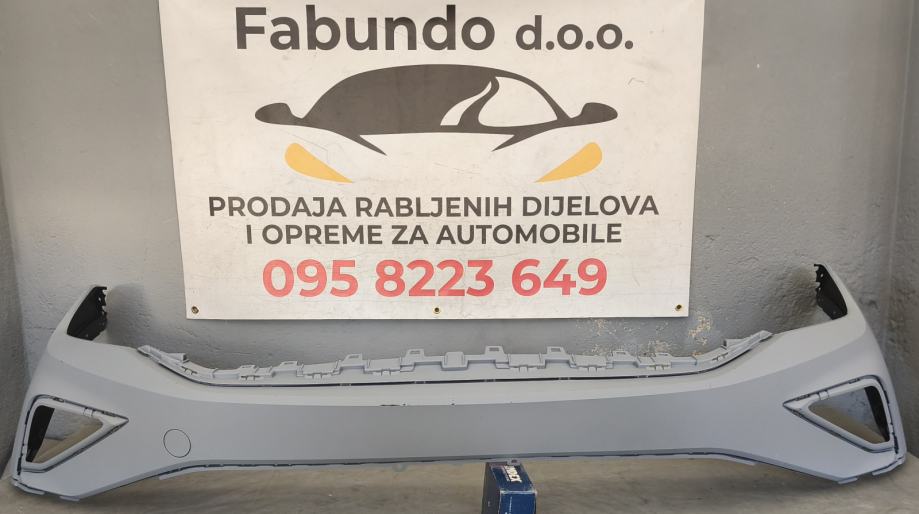 Fabundo d.o.o.
PRODAJA RABLJENIH DIJELOVA
I OPREME ZA AUTOMOBILE
095 8223 649